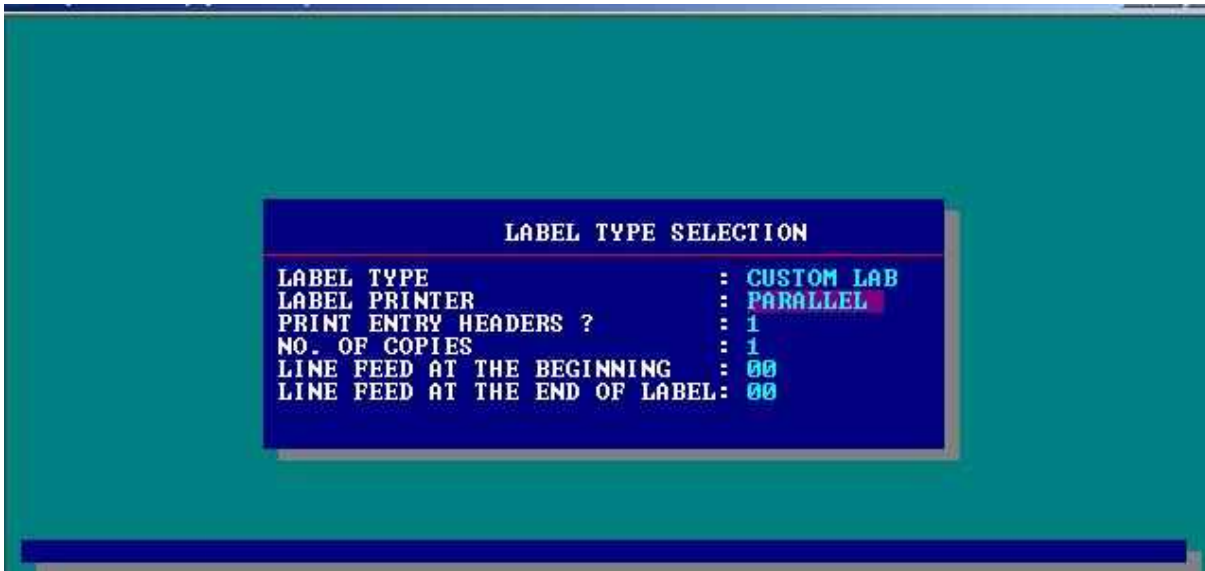 LABEL TYPE SELECTION
LABEL TYPE : CUSTOM LAB
LABEL PRINTER : PARALLEL
PRINT ENTRY HEADERS ? : 1
NO. OF COPIES : 1
LINE FEED AT THE BEGINNING : 00
LINE FEED AT THE END OF LABEL: 00